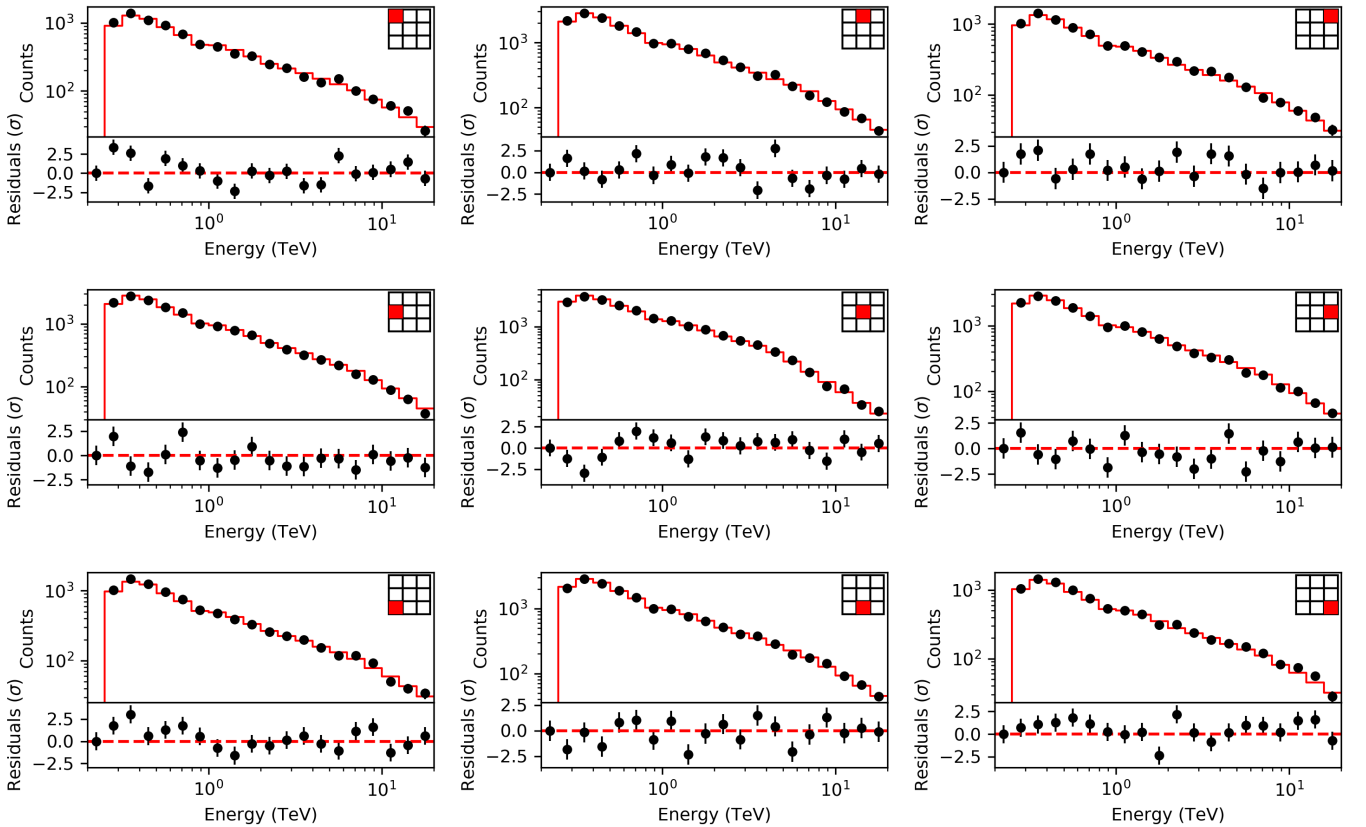 10³
10²
Counts
2.5
0.0
−2.5
Residuals (σ)
10⁰
10¹
Energy (TeV)
10³
10²
Counts
2.5
0.0
−2.5
Residuals (σ)
10⁰
10¹
Energy (TeV)
10³
10²
Counts
2.5
0.0
−2.5
Residuals (σ)
10⁰
10¹
Energy (TeV)
10³
10²
Counts
2.5
0.0
−2.5
Residuals (σ)
10⁰
10¹
Energy (TeV)
10³
10²
Counts
2.5
0.0
−2.5
Residuals (σ)
10⁰
10¹
Energy (TeV)
10³
10²
Counts
2.5
0.0
−2.5
Residuals (σ)
10⁰
10¹
Energy (TeV)
10³
10²
Counts
2.5
0.0
−2.5
Residuals (σ)
10⁰
10¹
Energy (TeV)
10³
10²
Counts
2.5
0.0
−2.5
Residuals (σ)
10⁰
10¹
Energy (TeV)
10³
10²
Counts
2.5
0.0
−2.5
Residuals (σ)
10⁰
10¹
Energy (TeV)